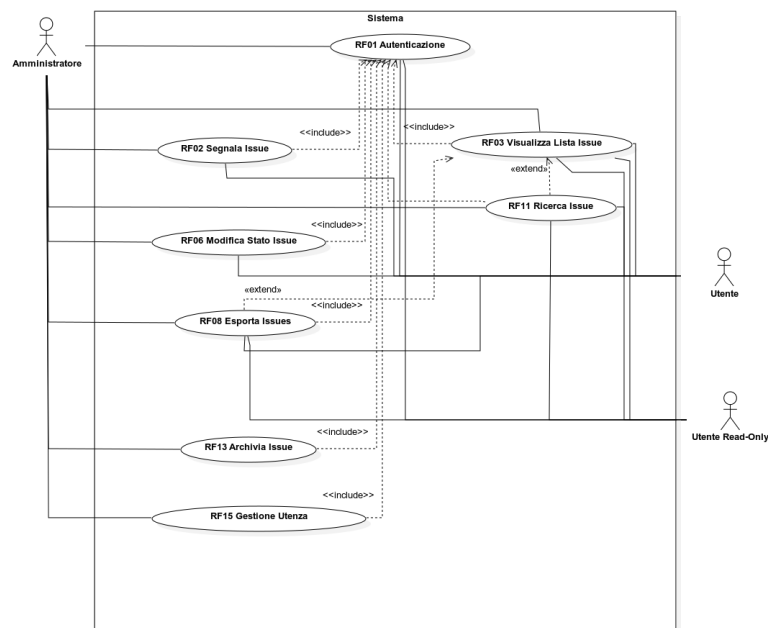 Sistema
RF01 Autenticazione
Amministratore
<<include>>
<<include>>
RF02 Segnala Issue
RF03 Visualizza Lista Issue
«extend»
RF11 Ricerca Issue
<<include>>
RF06 Modifica Stato Issue
«extend»
Utente
<<include>>
RF08 Esporta Issues
<<include>>
Utente Read-Only
RF13 Archivia Issue
<<include>>
RF15 Gestione Utenza